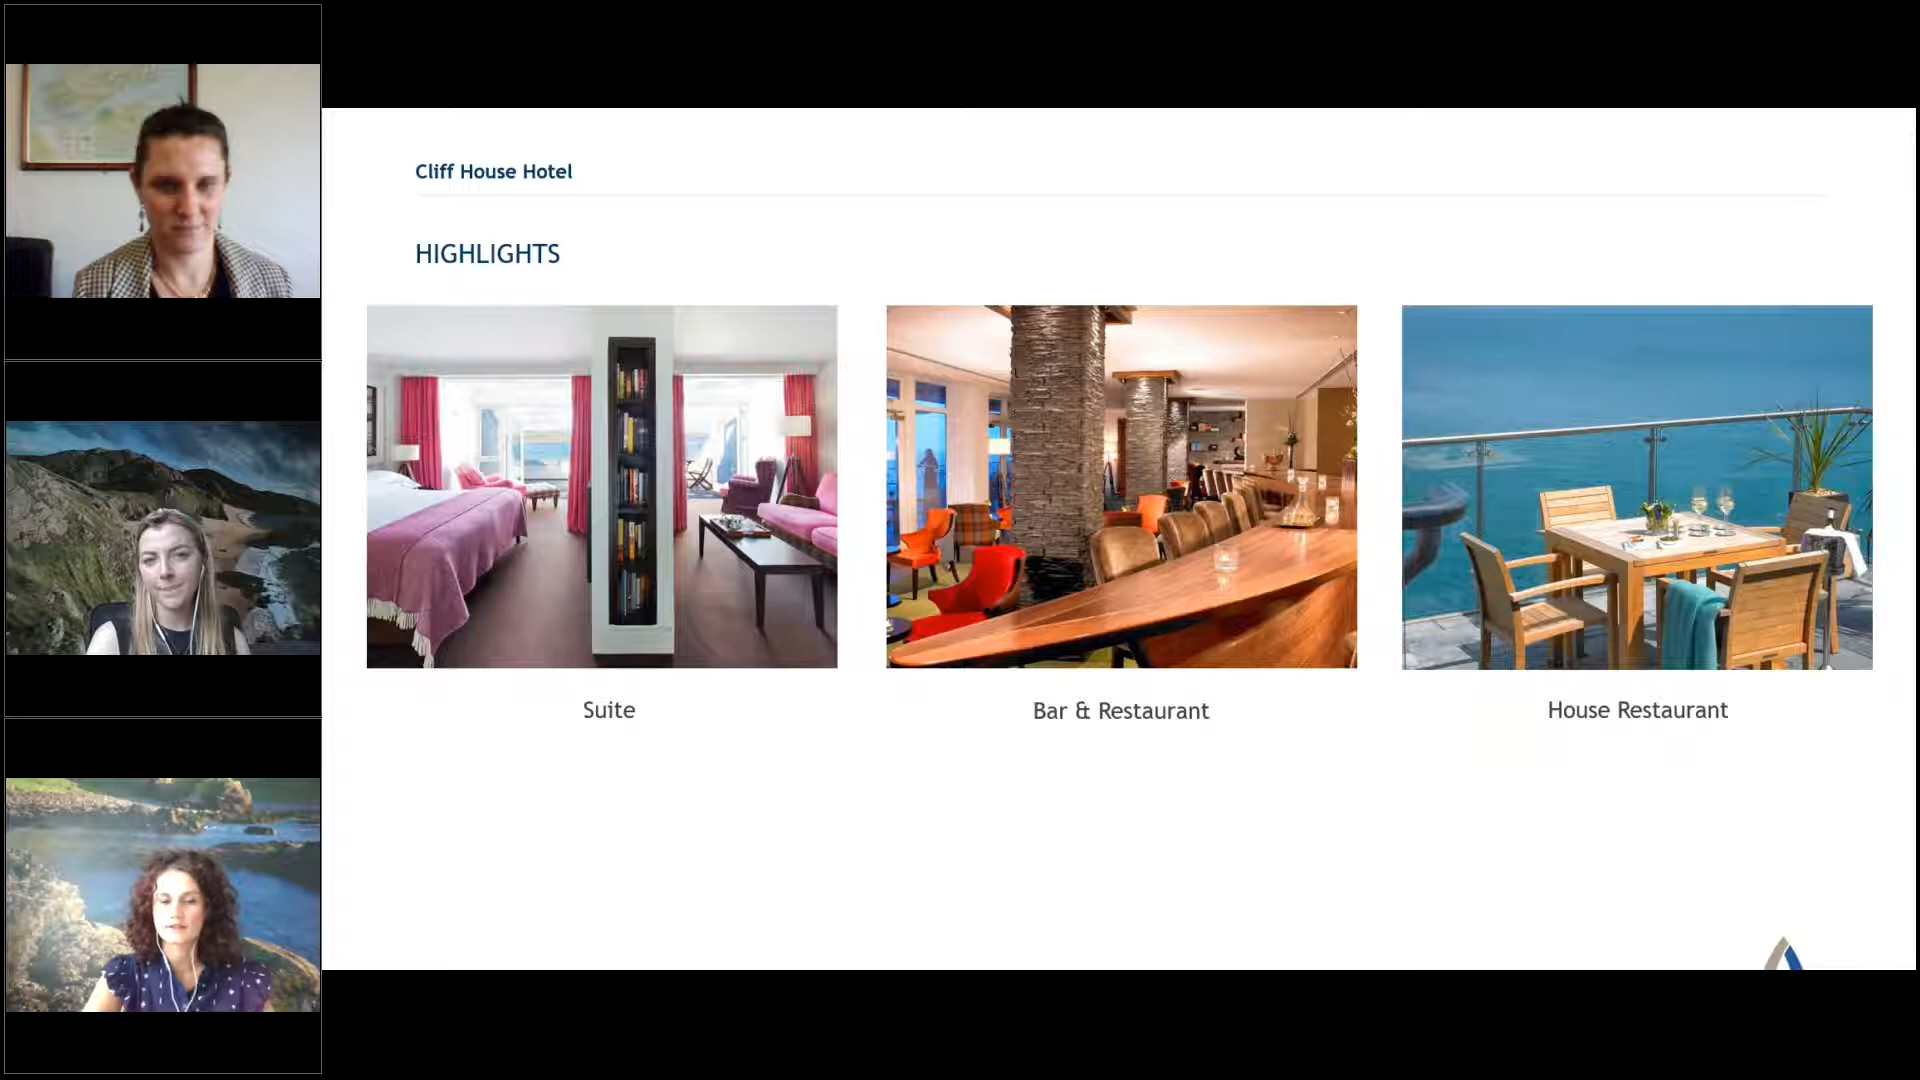 Cliff House Hotel
HIGHLIGHTS
Suite
Bar & Restaurant
House Restaurant